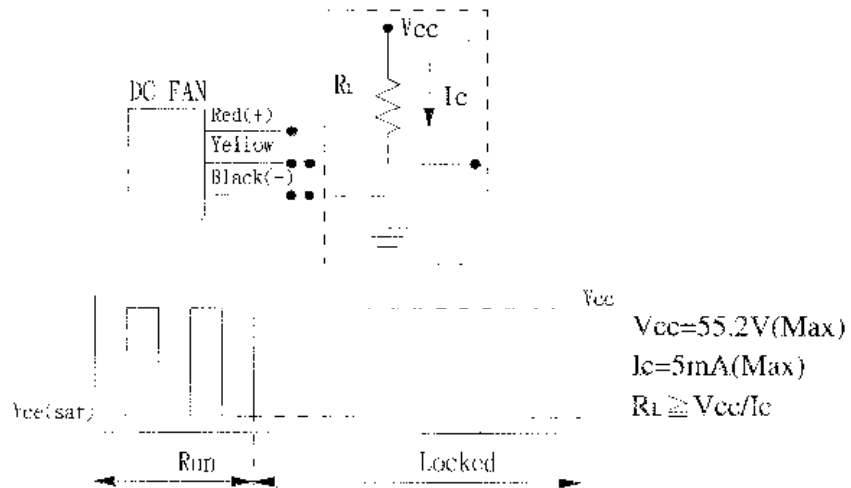 Vcc
RL
Ic
DC FAN
Red(+)
Yellow
Black(-)
Vcc
Vce(sat)
Run
Locked
Vcc=55.2V(Max)
Ic=5mA(Max)
RL≧Vcc/Ic